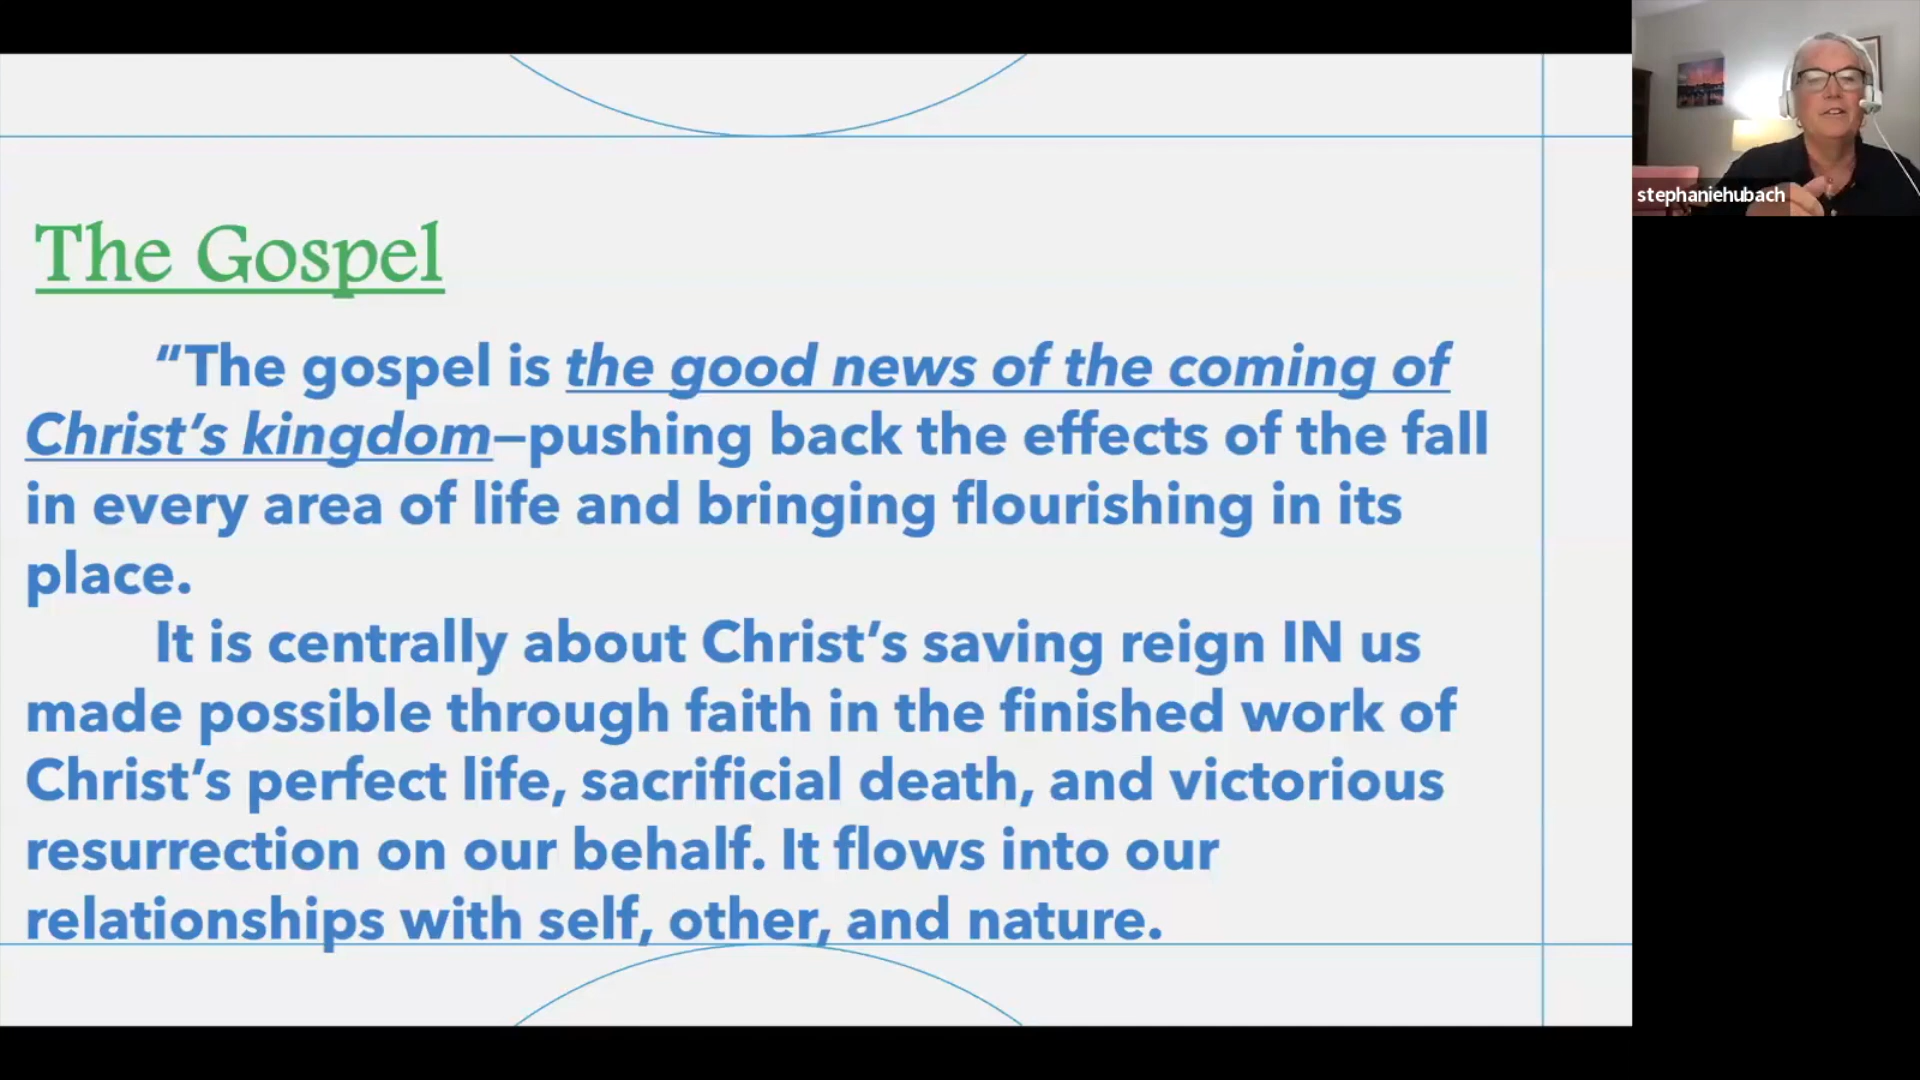 stephaniehubach
The Gospel
“The gospel is the good news of the coming of
Christ’s kingdom—pushing back the effects of the fall
in every area of life and bringing flourishing in its
place.
It is centrally about Christ’s saving reign IN us
made possible through faith in the finished work of
Christ’s perfect life, sacrificial death, and victorious
resurrection on our behalf. It flows into our
relationships with self, other, and nature.